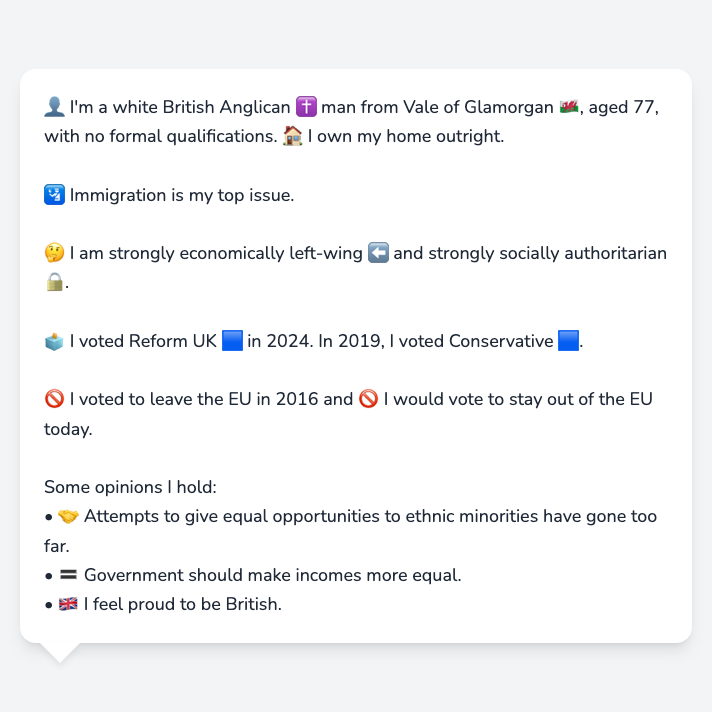 👤 I'm a white British Anglican ✝️ man from Vale of Glamorgan 🏴󠁧󠁢󠁷󠁬󠁳󠁿, aged 77,
with no formal qualifications. 🏠 I own my home outright.
🛂 Immigration is my top issue.
🤔 I am strongly economically left-wing ⬅️ and strongly socially authoritarian
🔒.
🗳️ I voted Reform UK 🟦 in 2024. In 2019, I voted Conservative 🟦.
🚫 I voted to leave the EU in 2016 and 🚫 I would vote to stay out of the EU
today.
Some opinions I hold:
• 🤝 Attempts to give equal opportunities to ethnic minorities have gone too
far.
• 🟰 Government should make incomes more equal.
• 🇬🇧 I feel proud to be British.